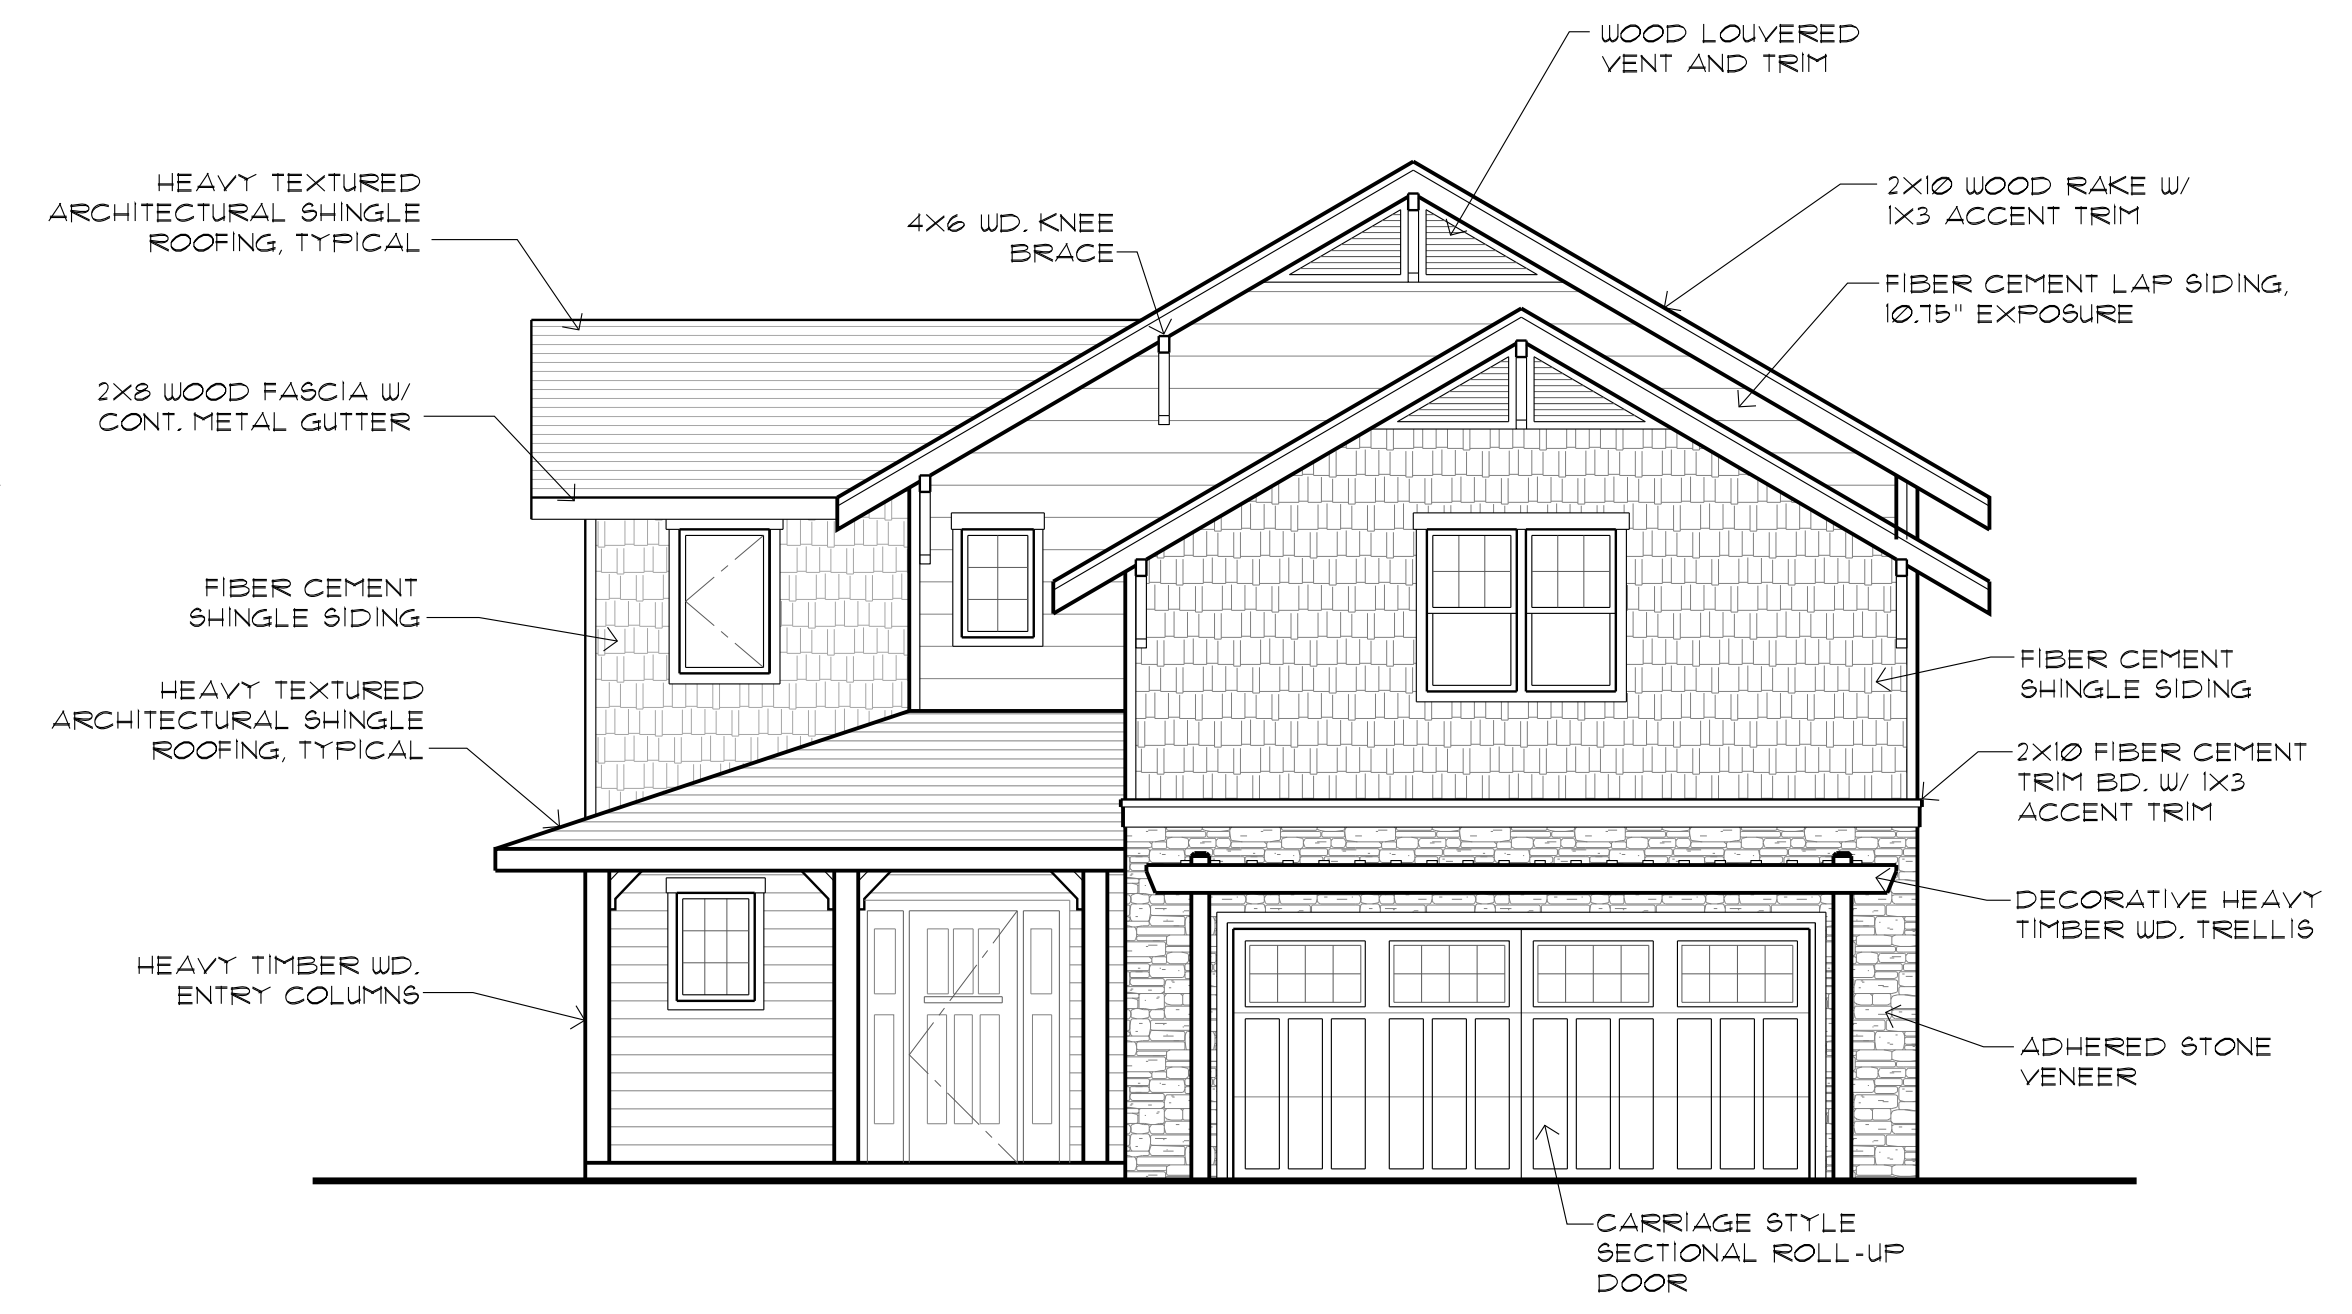 WOOD LOUVERED
VENT AND TRIM
HEAVY TEXTURED
ARCHITECTURAL SHINGLE
ROOFING, TYPICAL
4X6 WD. KNEE
BRACE
2X10 WOOD RAKE W/
1X3 ACCENT TRIM
FIBER CEMENT LAP SIDING,
10.75" EXPOSURE
2X8 WOOD FASCIA W/
CONT. METAL GUTTER
FIBER CEMENT
SHINGLE SIDING
HEAVY TEXTURED
ARCHITECTURAL SHINGLE
ROOFING, TYPICAL
FIBER CEMENT
SHINGLE SIDING
2X10 FIBER CEMENT
TRIM BD. W/ 1X3
ACCENT TRIM
DECORATIVE HEAVY
TIMBER WD. TRELLIS
HEAVY TIMBER WD.
ENTRY COLUMNS
ADHERED STONE
VENEER
CARRIAGE STYLE
SECTIONAL ROLL-UP
DOOR